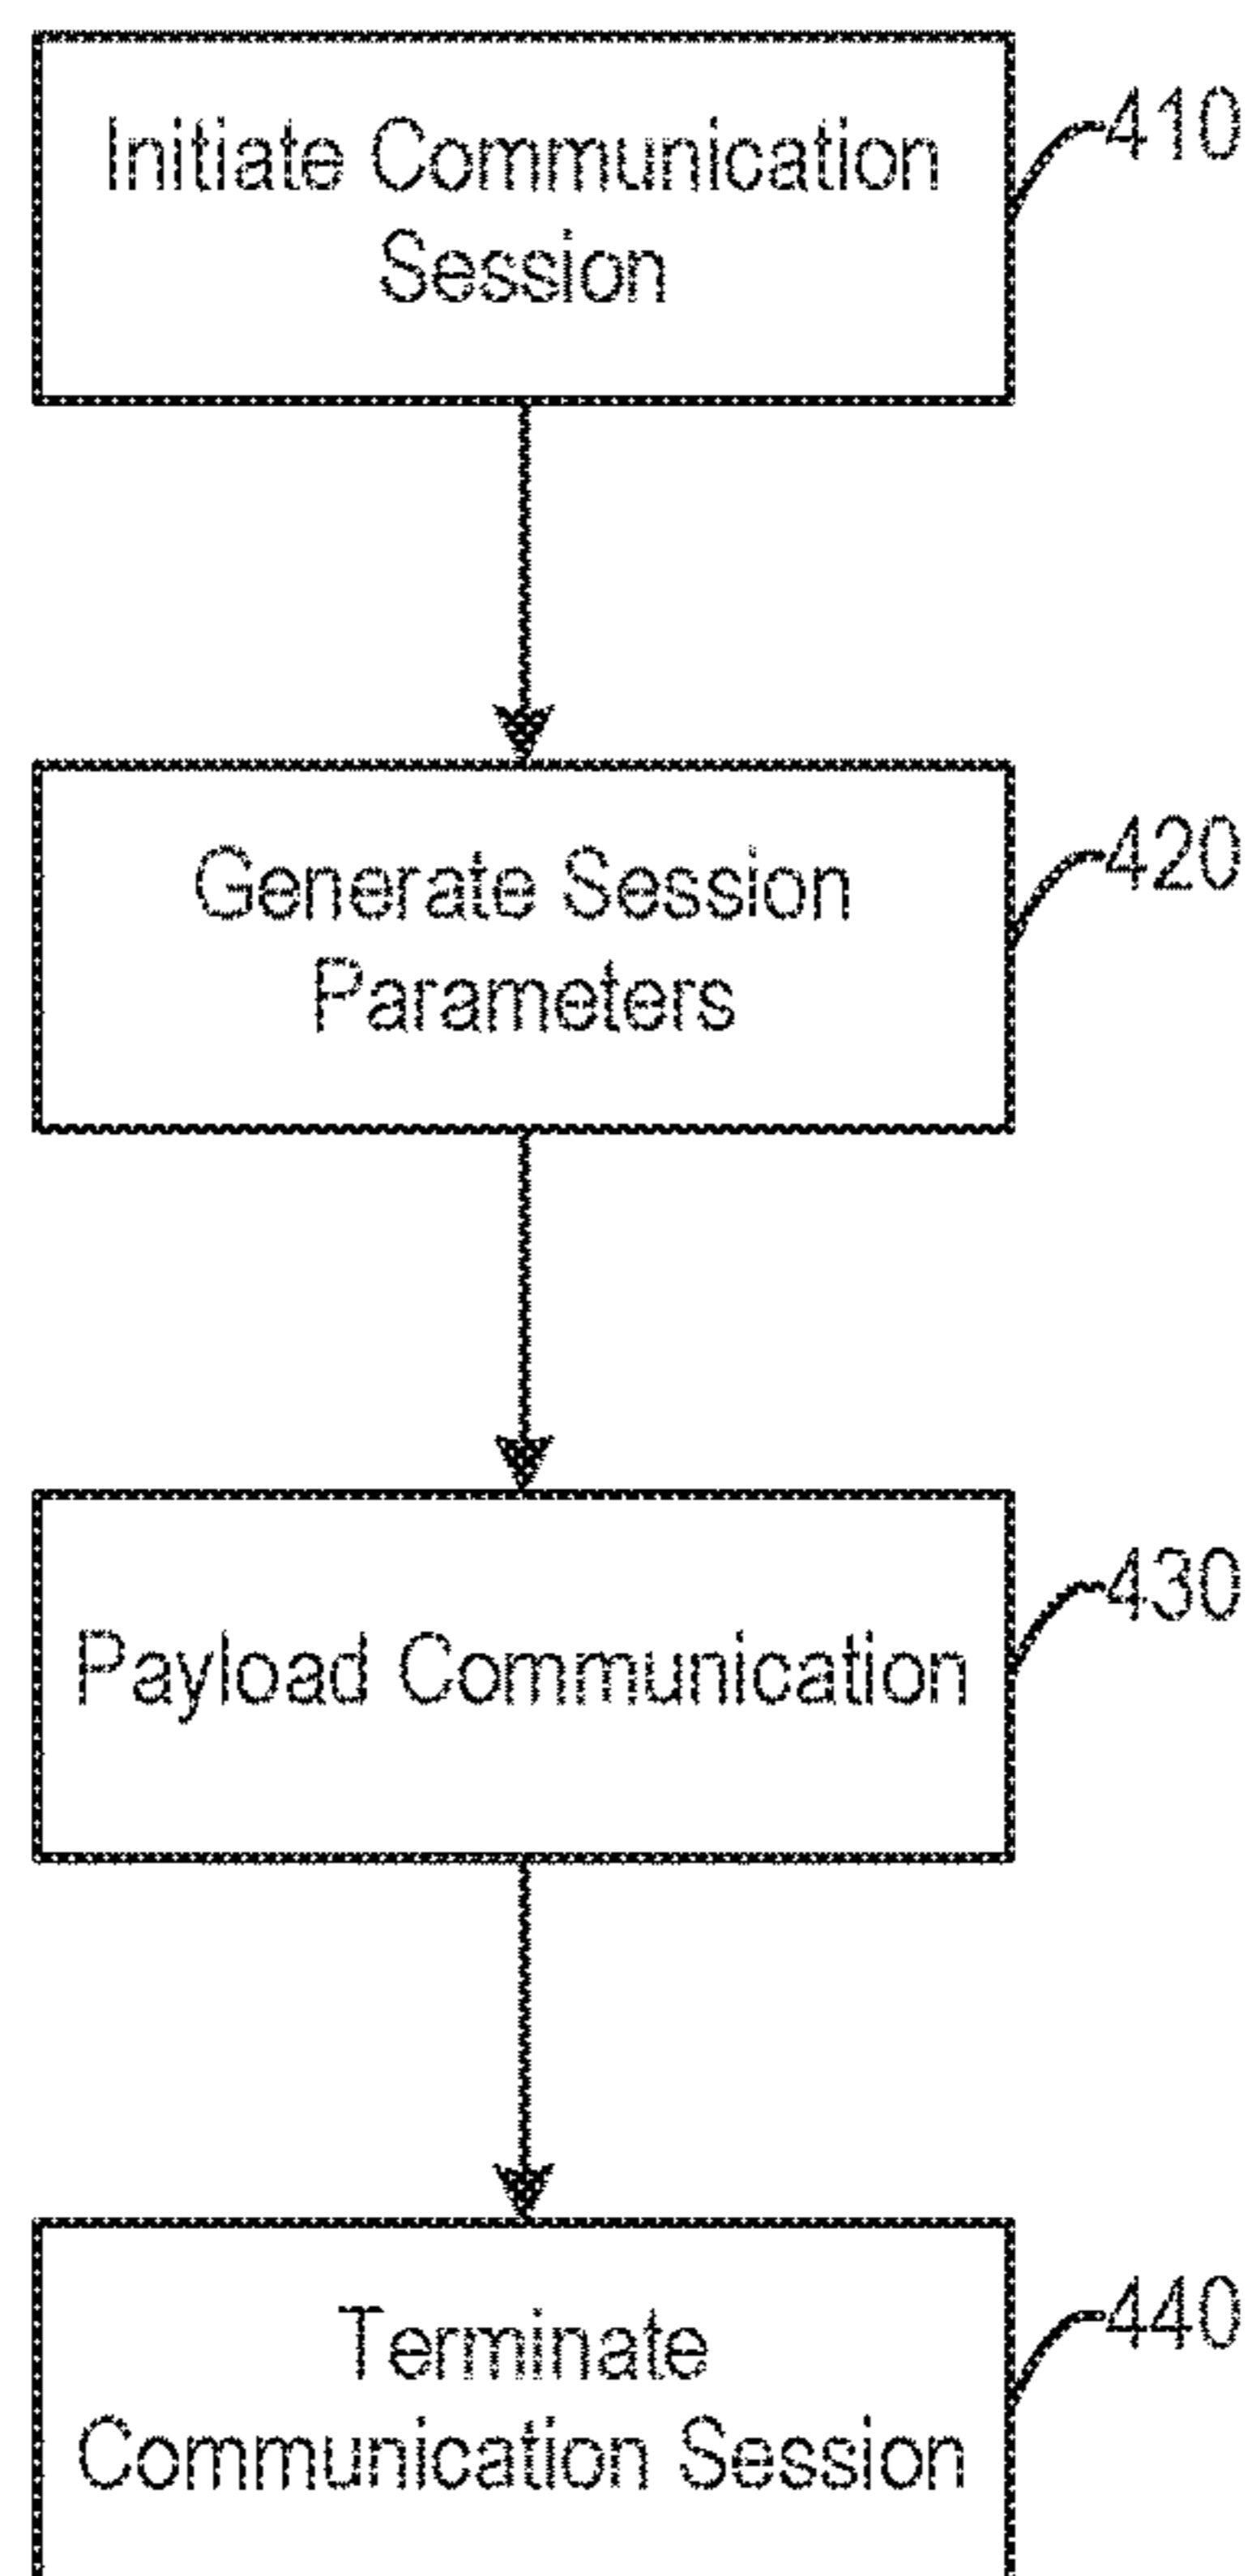 Initiate Communication
Session
410
Generate Session
Parameters
420
Payload Communication
430
Terminate
Communication Session
440